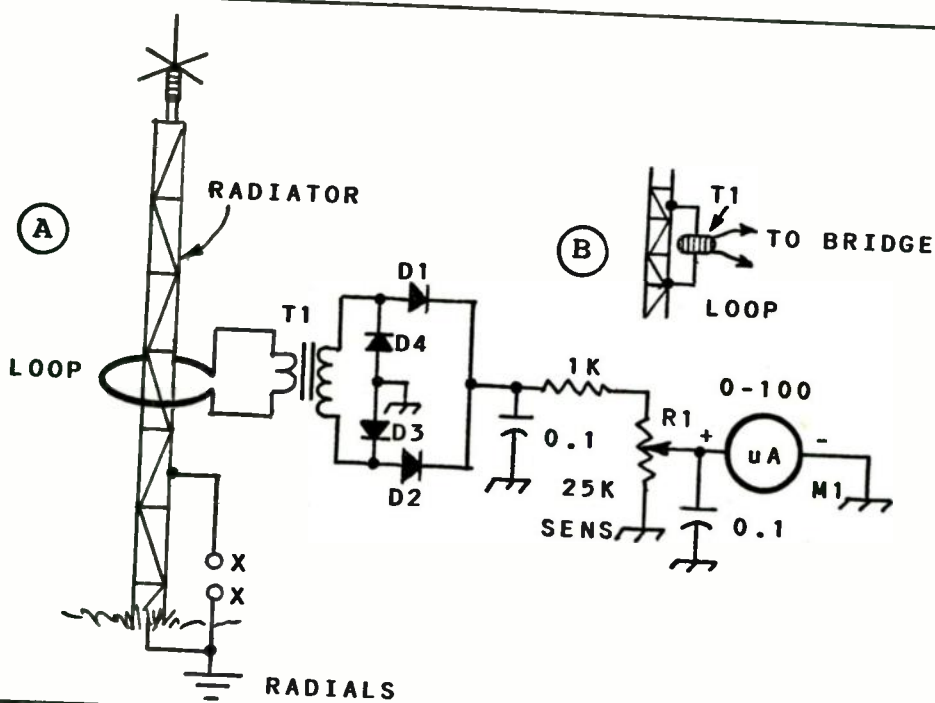 A
RADIATOR
LOOP
T1
D1
D4
D3
D2
0.1
1K
R1
25K
SENS
+
0.1
0-100
uA
-
M1
X
X
RADIALS
B
T1
TO BRIDGE
LOOP